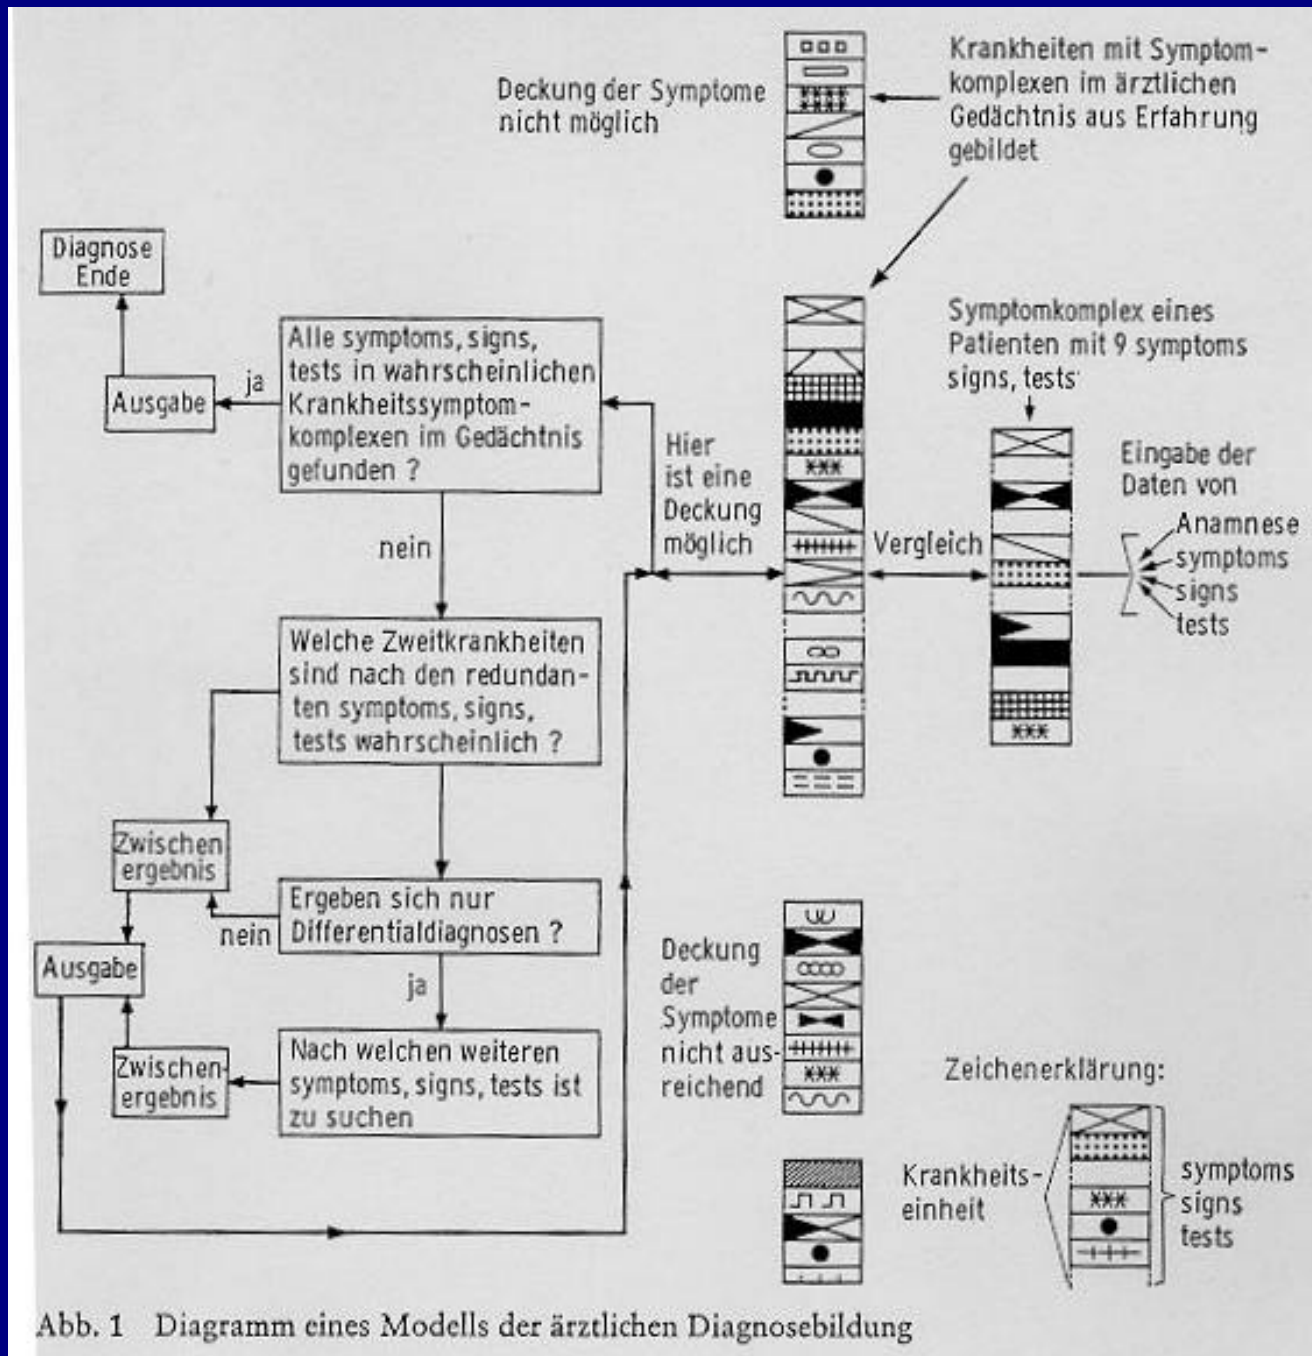 Deckung der Symptome
nicht möglich
Krankheiten mit Symptom-
komplexen im ärztlichen
Gedächtnis aus Erfahrung
gebildet
Diagnose
Ende
Ausgabe
ja
Alle symptoms, signs,
tests in wahrscheinlichen
Krankheitssymptom-
komplexen im Gedächtnis
gefunden ?
nein
Hier
ist eine
Deckung
möglich
Vergleich
Symptomkomplex eines
Patienten mit 9 symptoms
signs, tests
Eingabe der
Daten von
Anamnese
symptoms
signs
tests
Welche Zweitkrankheiten
sind nach den redundan-
ten symptoms, signs,
tests wahrscheinlich ?
Zwischen
ergebnis
nein
Ergeben sich nur
Differentialdiagnosen ?
Ausgabe
ja
Zwischen-
ergebnis
Nach welchen weiteren
symptoms, signs, tests ist
zu suchen
Deckung
der
Symptome
nicht aus-
reichend
Zeichenerklärung:
Krankheits-
einheit
symptoms
signs
tests
Abb. 1 Diagramm eines Modells der ärztlichen Diagnosebildung